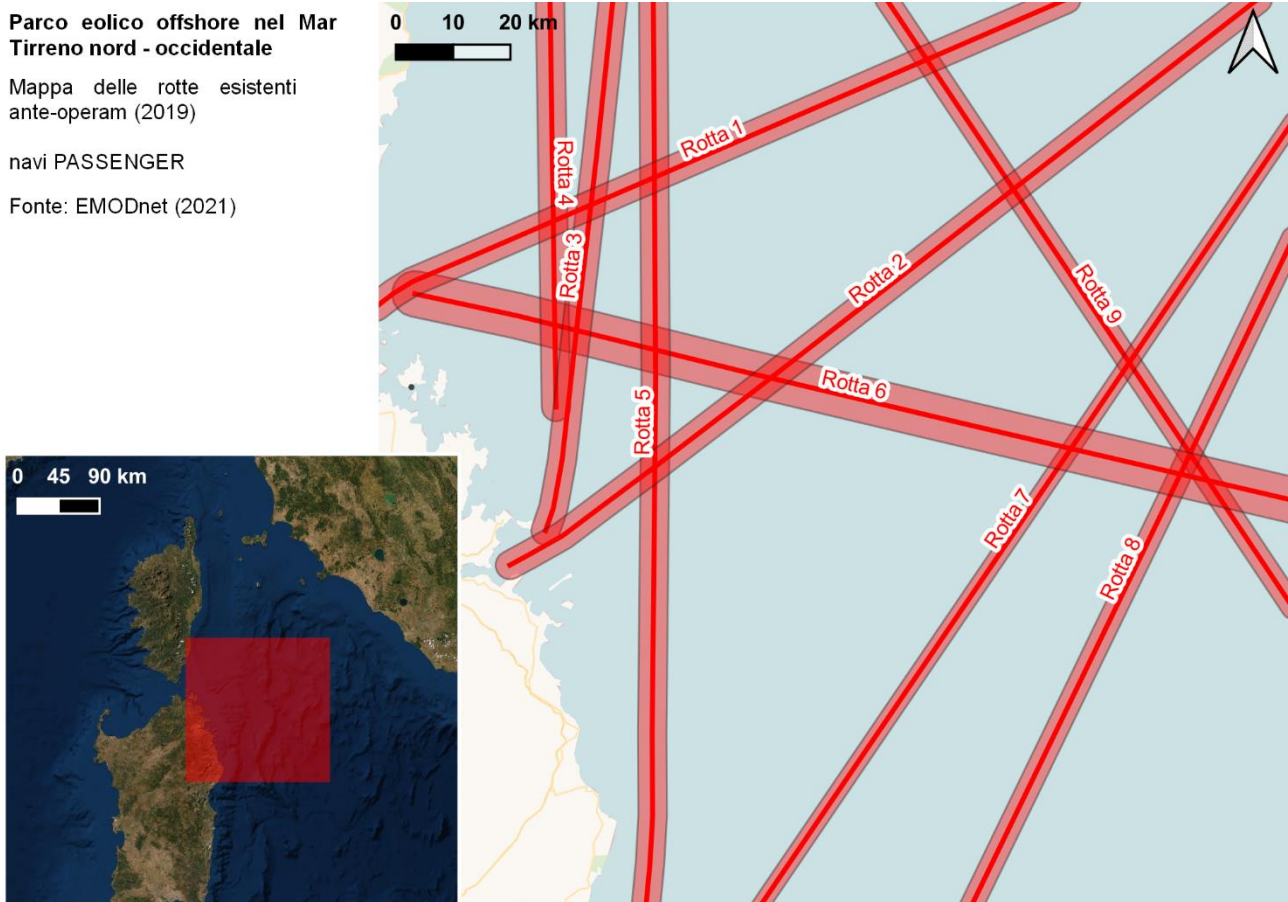 Parco eolico offshore nel Mar
Tirreno nord - occidentale
Mappa delle rotte esistenti
ante-operam (2019)
navi PASSENGER
Fonte: EMODnet (2021)
0 10 20 km
Rotta 1
Rotta 4
Rotta 3
Rotta 2
Rotta 9
Rotta 6
Rotta 5
Rotta 7
Rotta 8
0 45 90 km